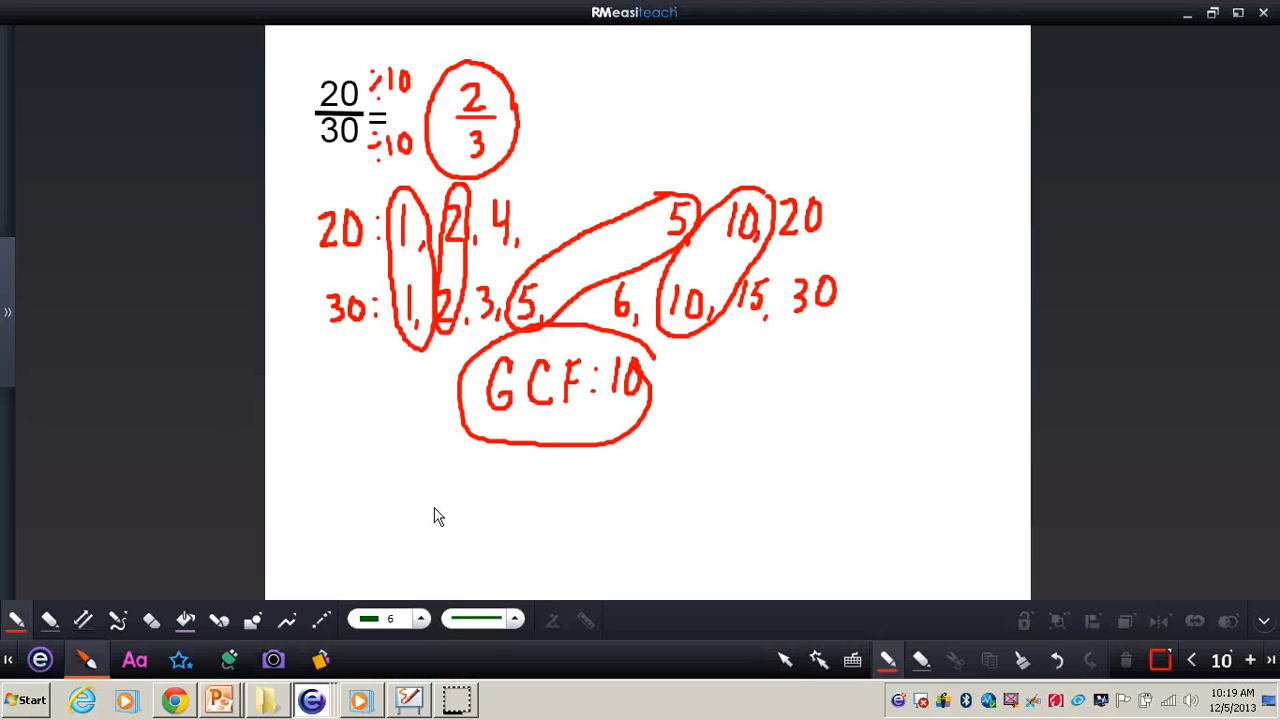 RMeasiteach
20/30 ÷10 ÷10 = 2/3
20: 1, 2, 4, 5, 10, 20
30: 1, 2, 3, 5, 6, 10, 15, 30
GCF: 10
6
Aa
10
Start
10:19 AM
12/5/2013